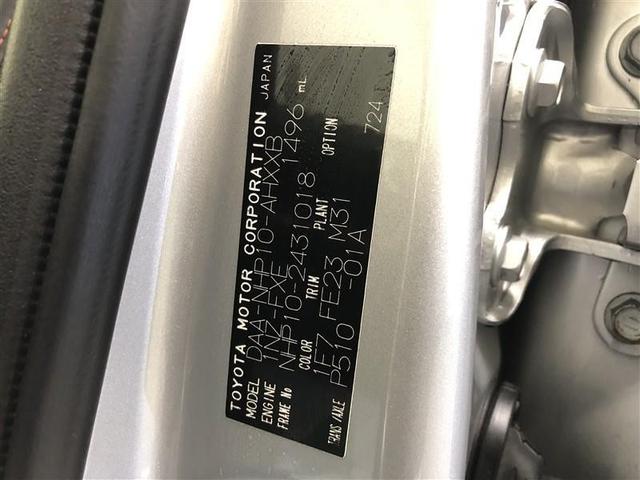 TOYOTA MOTOR CORPORATION JAPAN
MODEL DAA-NHP10-AHXXB
ENGINE 1NZ-FXE 1496 mL
FRAME No NHP10-2431018
COLOR TRIM PLANT OPTION
1F7 FE23 M31 724
TRANS/AXLE P510 -01A